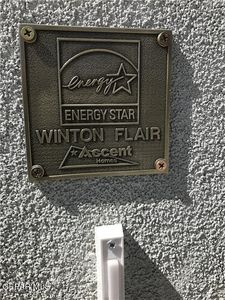 energy
ENERGY STAR
WINTON FLAIR
Accent
Homes